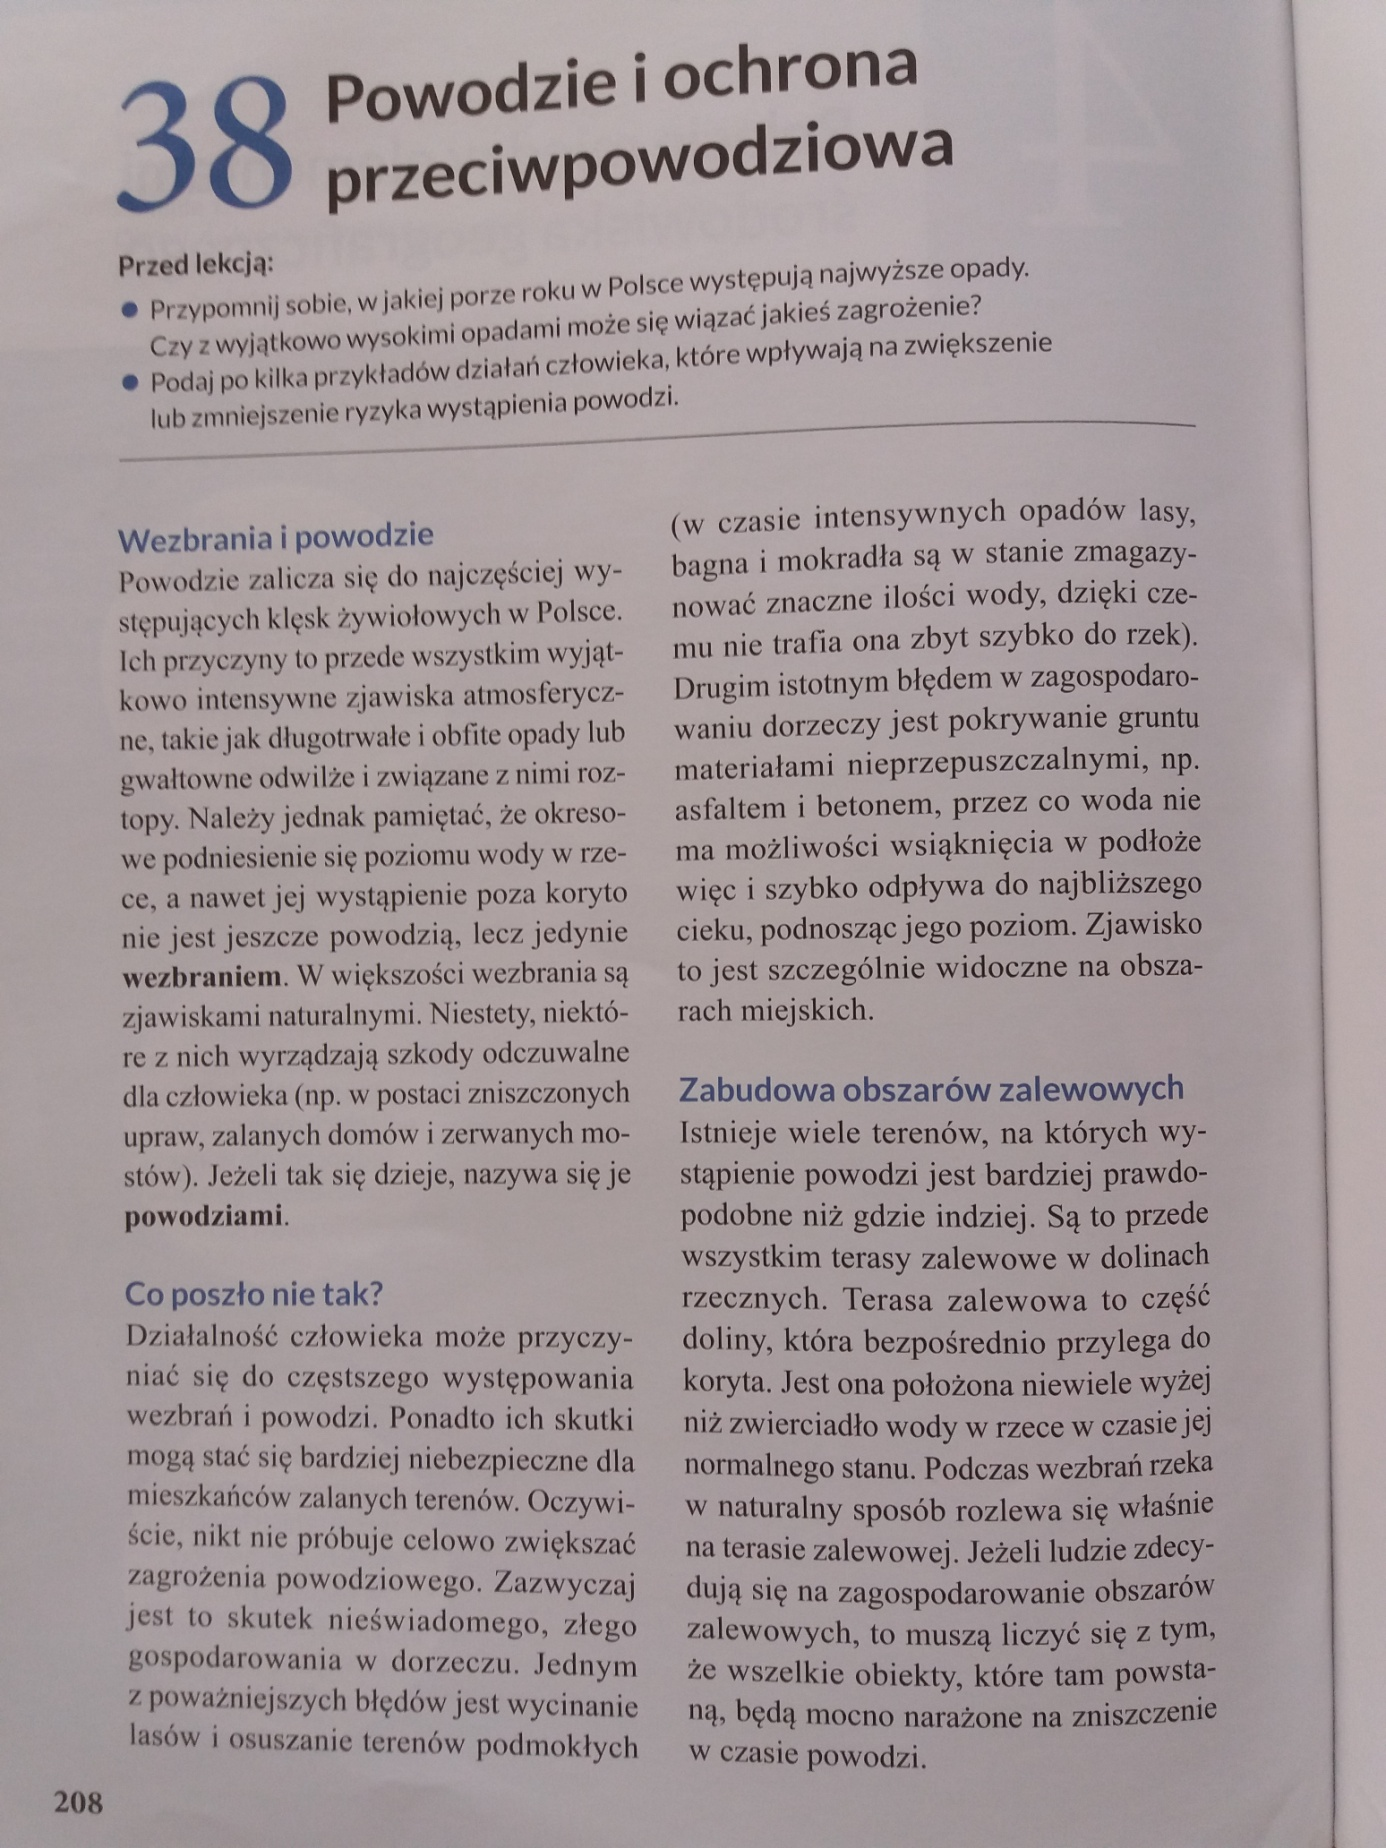 38
Powodzie i ochrona
przeciwpowodziowa
Przed lekcją:
● Przypomnij sobie, w jakiej porze roku w Polsce występują najwyższe opady.
Czy z wyjątkowo wysokimi opadami może się wiązać jakieś zagrożenie?
● Podaj po kilka przykładów działań człowieka, które wpływają na zwiększenie
lub zmniejszenie ryzyka wystąpienia powodzi.
Wezbrania i powodzie
Powodzie zalicza się do najczęściej wy-
stępujących klęsk żywiołowych w Polsce.
Ich przyczyny to przede wszystkim wyjąt-
kowo intensywne zjawiska atmosferycz-
ne, takie jak długotrwałe i obfite opady lub
gwałtowne odwilże i związane z nimi roz-
topy. Należy jednak pamiętać, że okreso-
we podniesienie się poziomu wody w rze-
ce, a nawet jej wystąpienie poza koryto
nie jest jeszcze powodzią, lecz jedynie
wezbraniem. W większości wezbrania są
zjawiskami naturalnymi. Niestety, niektó-
re z nich wyrządzają szkody odczuwalne
dla człowieka (np. w postaci zniszczonych
upraw, zalanych domów i zerwanych mo-
stów). Jeżeli tak się dzieje, nazywa się je
powodziami.
Co poszło nie tak?
Działalność człowieka może przyczy-
niać się do częstszego występowania
wezbrań i powodzi. Ponadto ich skutki
mogą stać się bardziej niebezpieczne dla
mieszkańców zalanych terenów. Oczywi-
ście, nikt nie próbuje celowo zwiększać
zagrożenia powodziowego. Zazwyczaj
jest to skutek nieświadomego, złego
gospodarowania w dorzeczu. Jednym
z poważniejszych błędów jest wycinanie
lasów i osuszanie terenów podmokłych
(w czasie intensywnych opadów lasy,
bagna i mokradła są w stanie zmagazy-
nować znaczne ilości wody, dzięki cze-
mu nie trafia ona zbyt szybko do rzek).
Drugim istotnym błędem w zagospodaro-
waniu dorzeczy jest pokrywanie gruntu
materiałami nieprzepuszczalnymi, np.
asfaltem i betonem, przez co woda nie
ma możliwości wsiąknięcia w podłoże
więc i szybko odpływa do najbliższego
cieku, podnosząc jego poziom. Zjawisko
to jest szczególnie widoczne na obsza-
rach miejskich.
Zabudowa obszarów zalewowych
Istnieje wiele terenów, na których wy-
stąpienie powodzi jest bardziej prawdo-
podobne niż gdzie indziej. Są to przede
wszystkim terasy zalewowe w dolinach
rzecznych. Terasa zalewowa to część
doliny, która bezpośrednio przylega do
koryta. Jest ona położona niewiele wyżej
niż zwierciadło wody w rzece w czasie jej
normalnego stanu. Podczas wezbrań rzeka
w naturalny sposób rozlewa się właśnie
na terasie zalewowej. Jeżeli ludzie zdecy-
dują się na zagospodarowanie obszarów
zalewowych, to muszą liczyć się z tym,
że wszelkie obiekty, które tam powsta-
ną, będą mocno narażone na zniszczenie
w czasie powodzi.
208